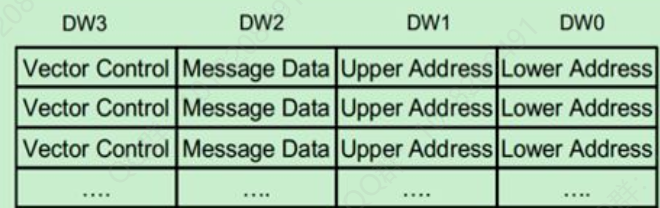 DW3 DW2 DW1 DW0
Vector Control Message Data Upper Address Lower Address
Vector Control Message Data Upper Address Lower Address
Vector Control Message Data Upper Address Lower Address
.... .... .... ....